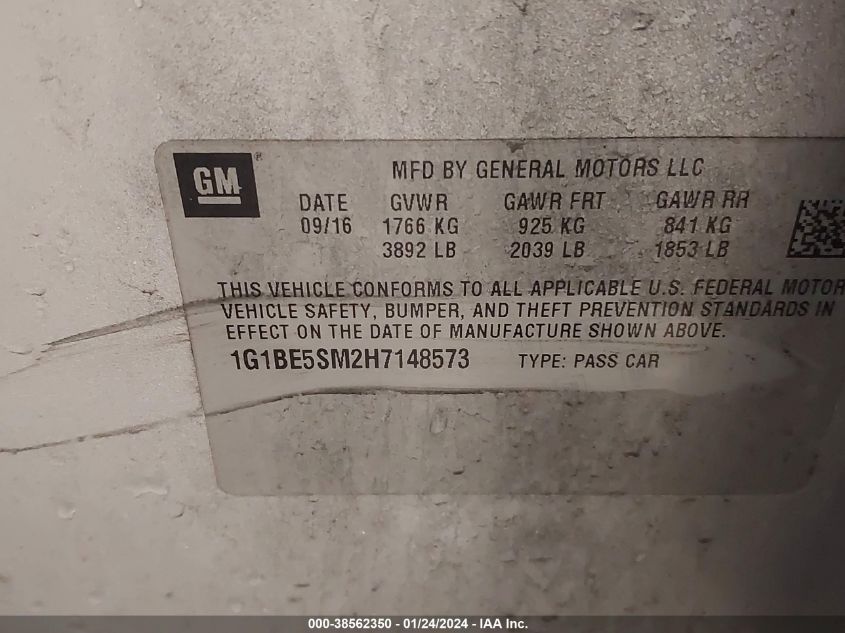 GM ®
MFD BY GENERAL MOTORS LLC
DATE GVWR GAWR FRT GAWR RR
09/16 1766 KG 925 KG 841 KG
3892 LB 2039 LB 1853 LB
THIS VEHICLE CONFORMS TO ALL APPLICABLE U.S. FEDERAL MOTOR
VEHICLE SAFETY, BUMPER, AND THEFT PREVENTION STANDARDS IN
EFFECT ON THE DATE OF MANUFACTURE SHOWN ABOVE.
1G1BE5SM2H7148573 TYPE: PASS CAR
000-38562350 - 01/24/2024 - IAA Inc.